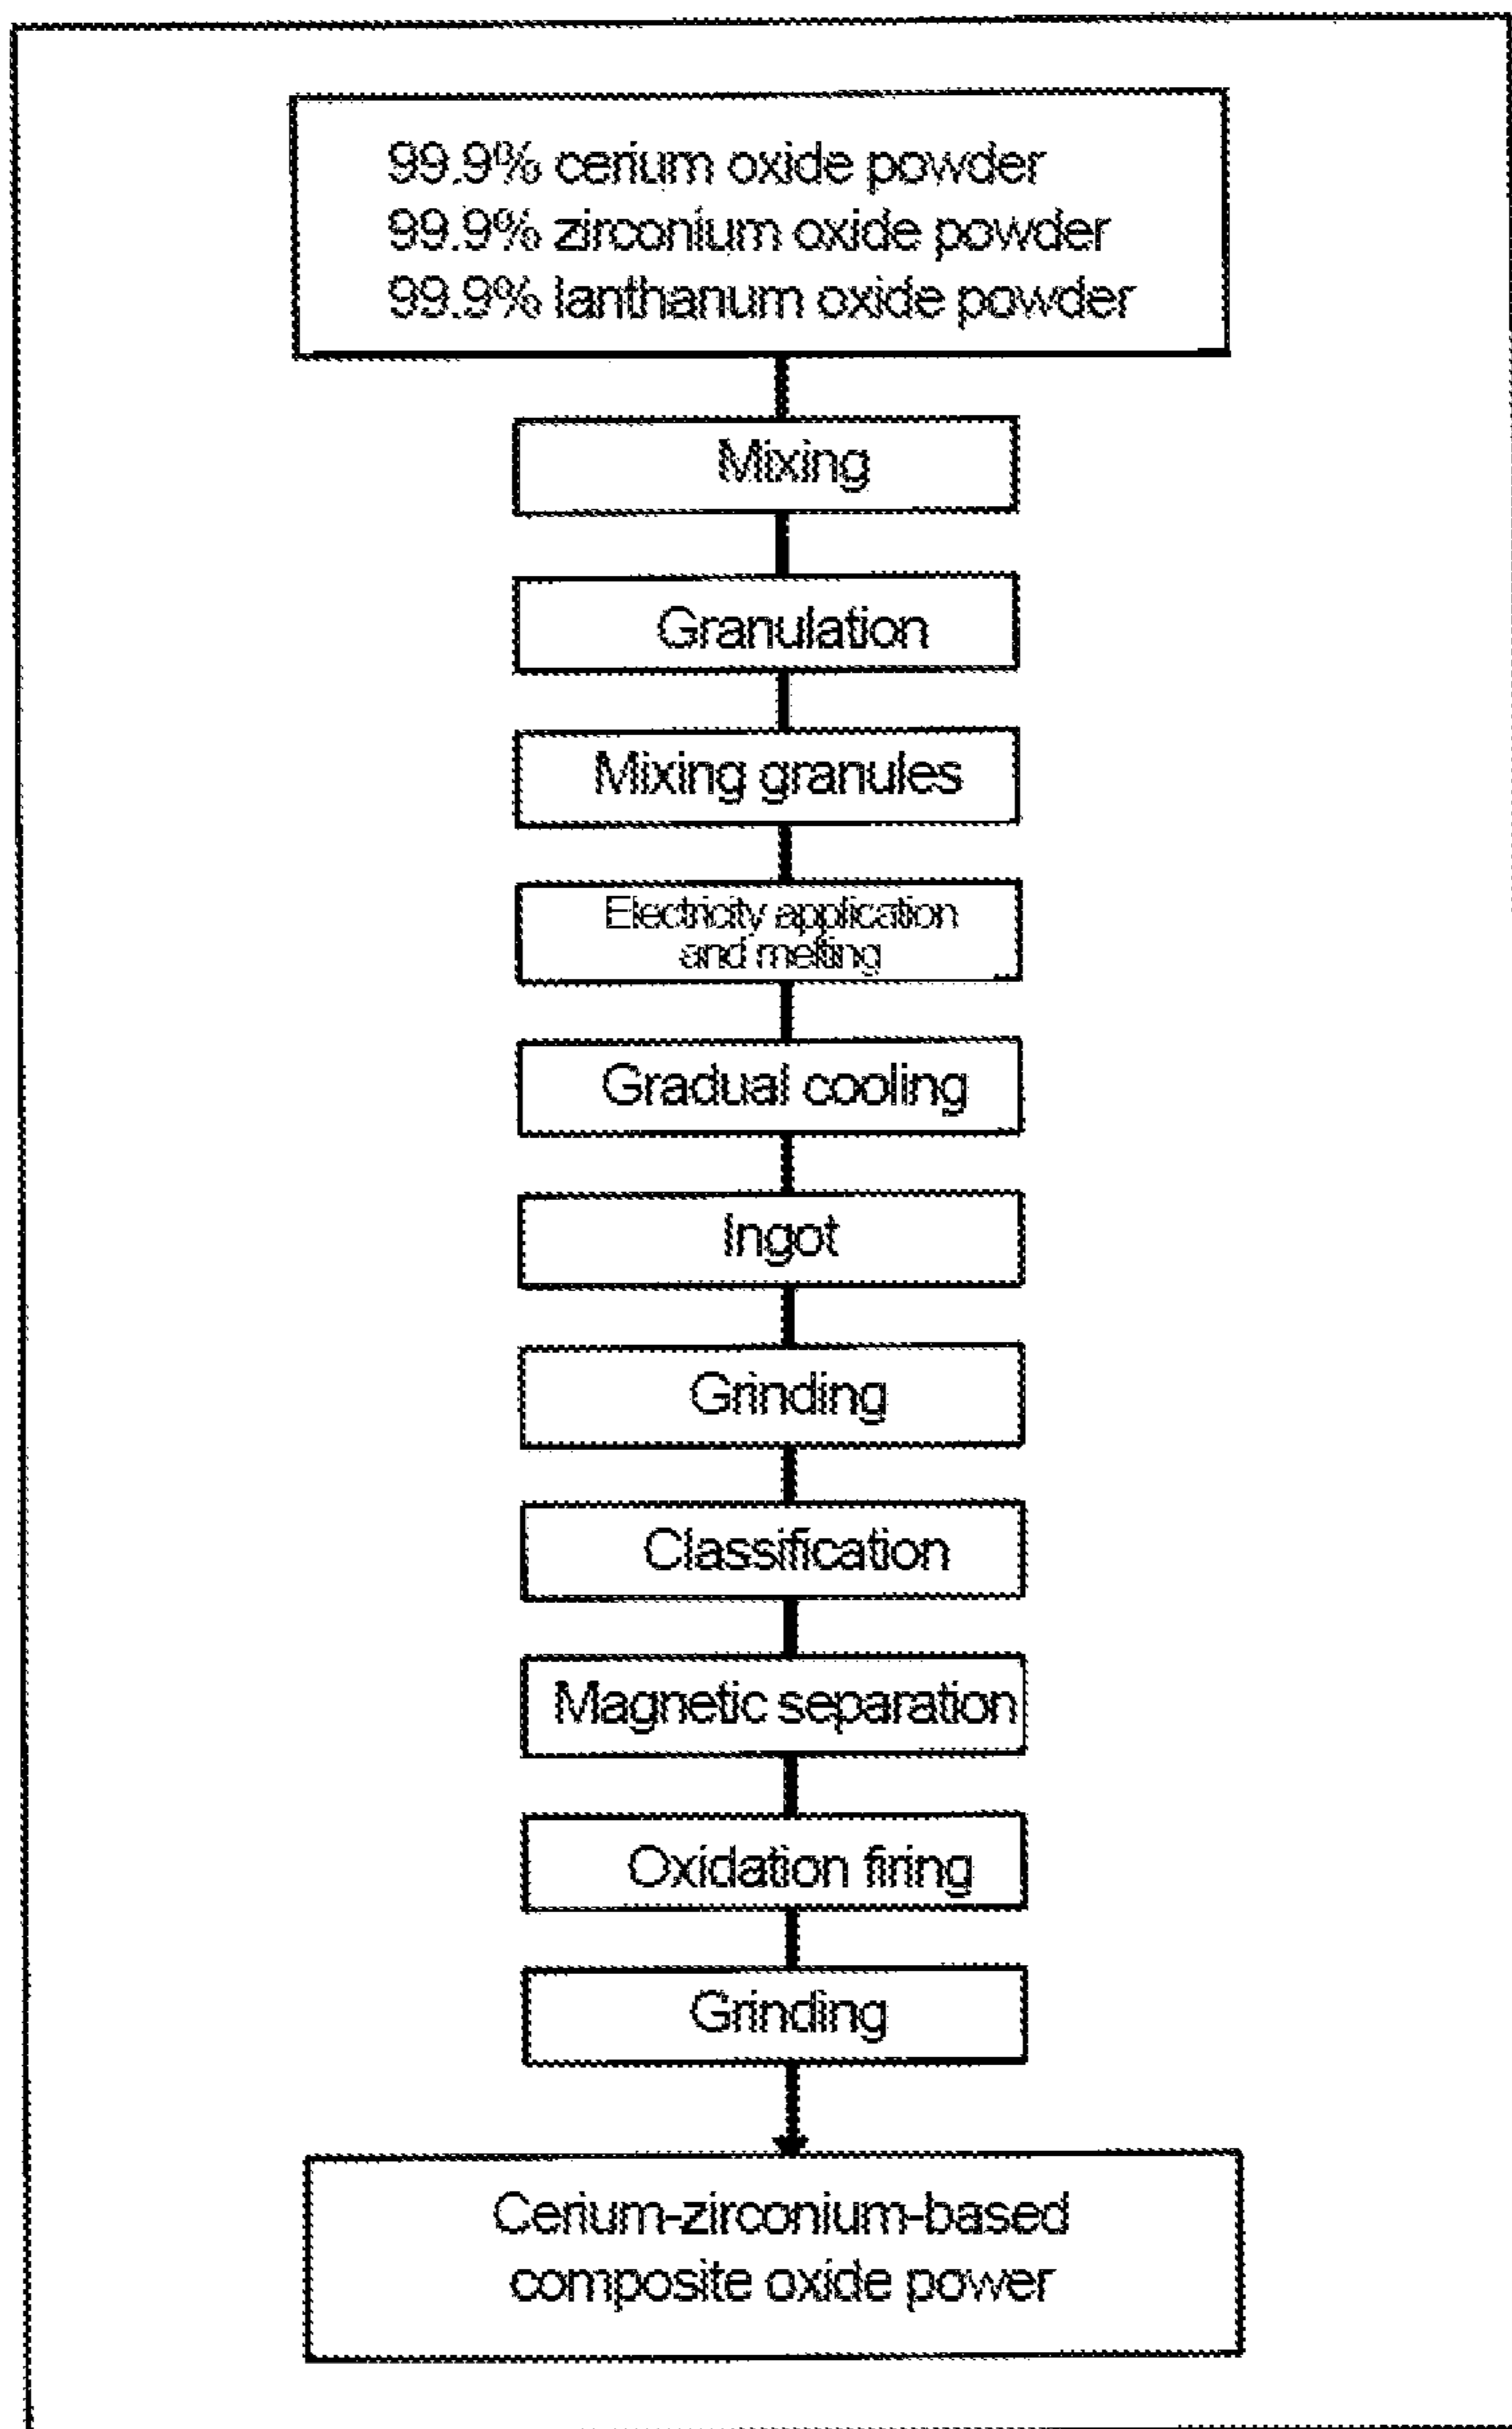 99.9% cerium oxide powder
99.9% zirconium oxide powder
99.9% lanthanum oxide powder
Mixing
Granulation
Mixing granules
Electricity application
and melting
Gradual cooling
Ingot
Grinding
Classification
Magnetic separation
Oxidation firing
Grinding
Cerium-zirconium-based
composite oxide power